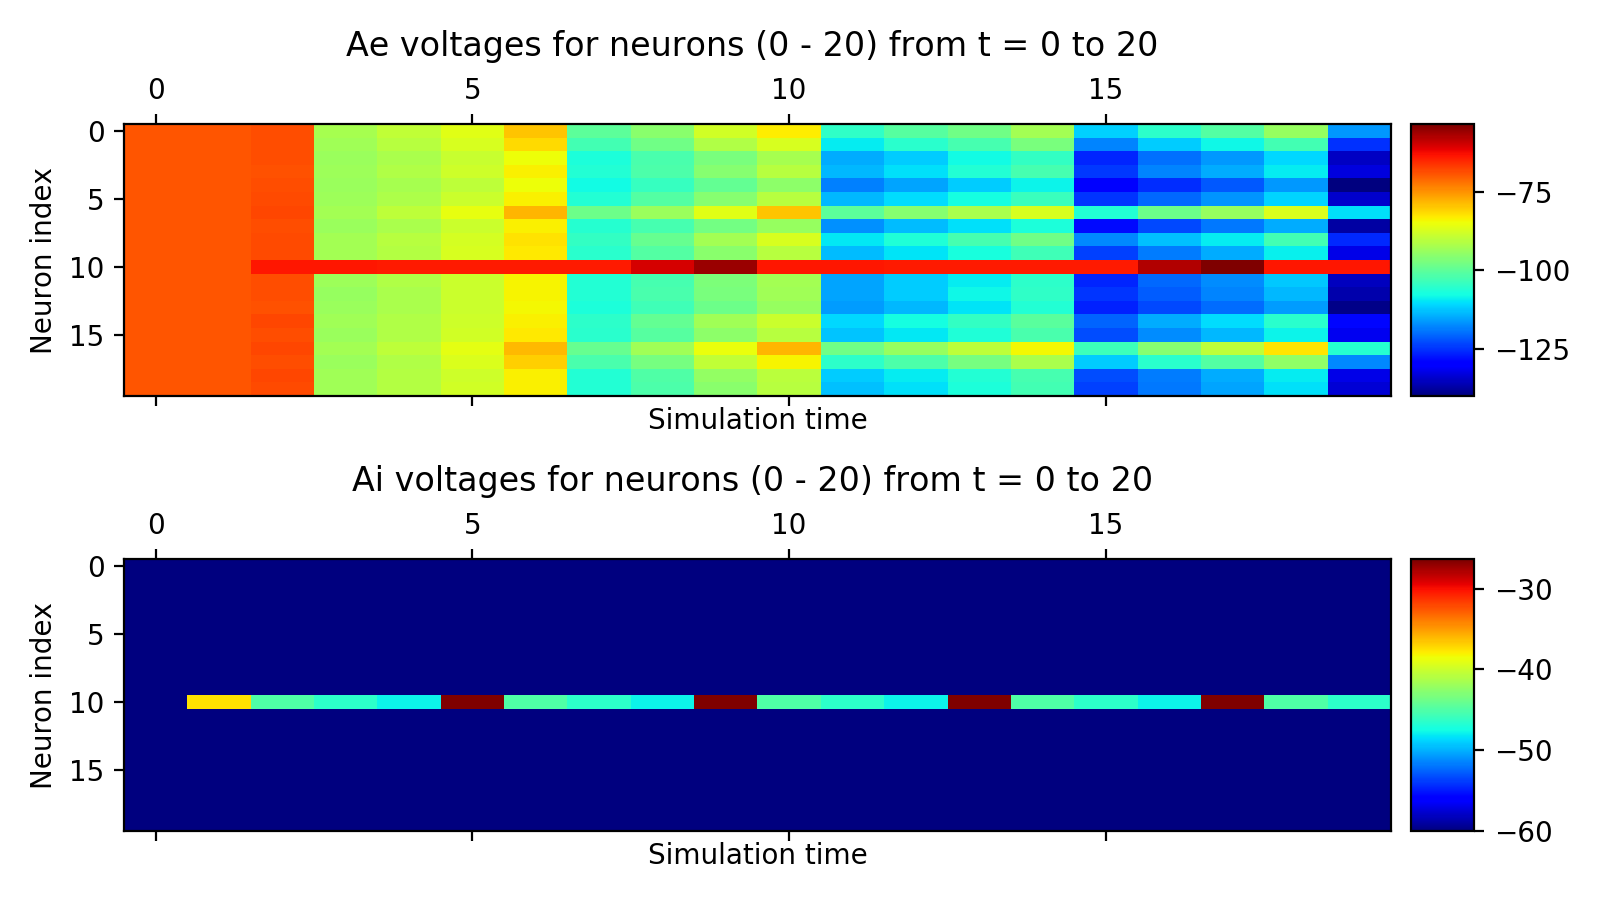 Ae voltages for neurons (0 - 20) from t = 0 to 20
0 5 10 15
Neuron index
0
5
10
15
−75
−100
−125
Simulation time
Ai voltages for neurons (0 - 20) from t = 0 to 20
0 5 10 15
Neuron index
0
5
10
15
−30
−40
−50
−60
Simulation time